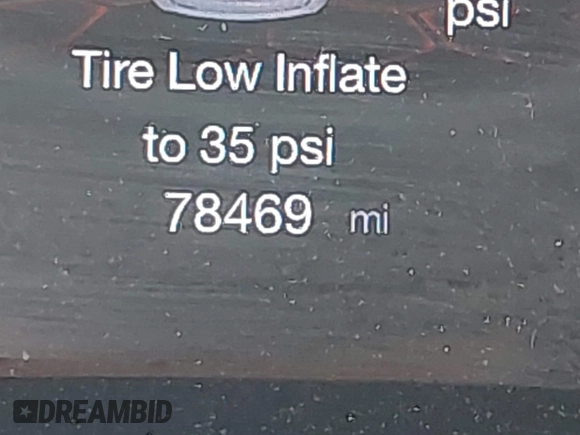 psi
Tire Low Inflate
to 35 psi
78469 mi
DREAMBID